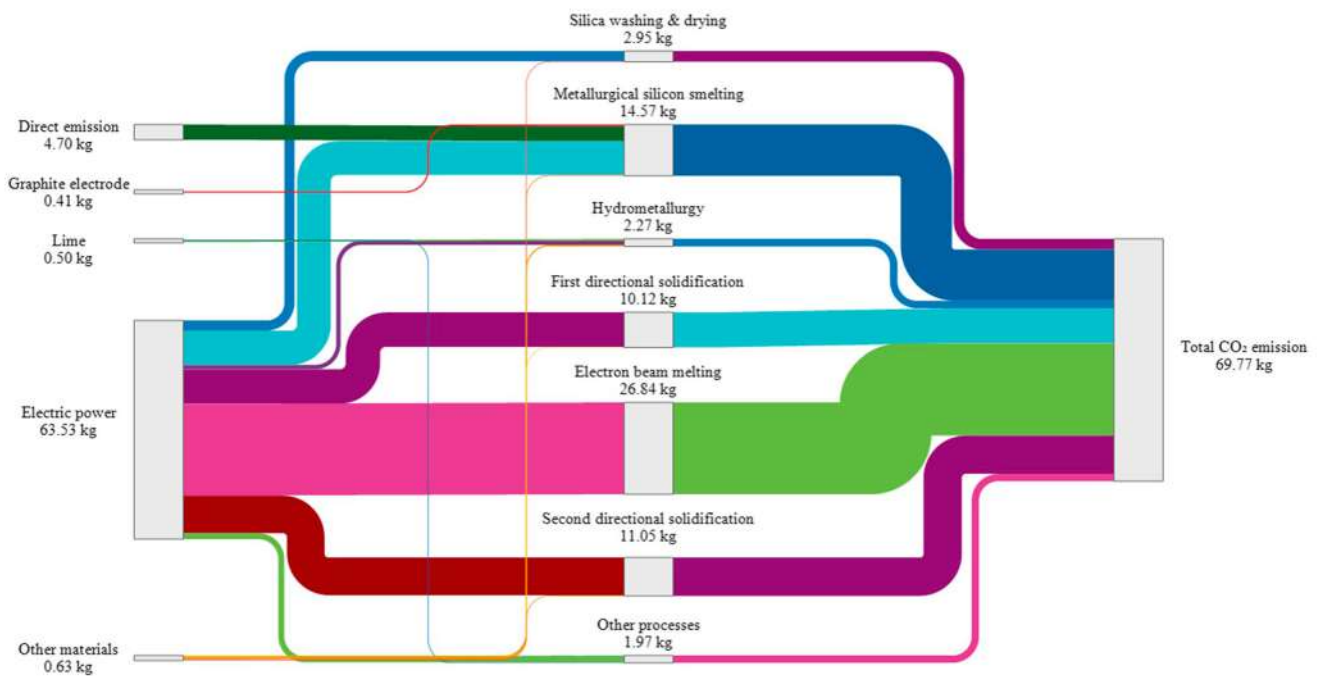 Silica washing & drying
2.95 kg
Metallurgical silicon smelting
14.57 kg
Direct emission
4.70 kg
Graphite electrode
0.41 kg
Hydrometallurgy
2.27 kg
Lime
0.50 kg
First directional solidification
10.12 kg
Total CO₂ emission
69.77 kg
Electron beam melting
26.84 kg
Electric power
63.53 kg
Second directional solidification
11.05 kg
Other processes
1.97 kg
Other materials
0.63 kg